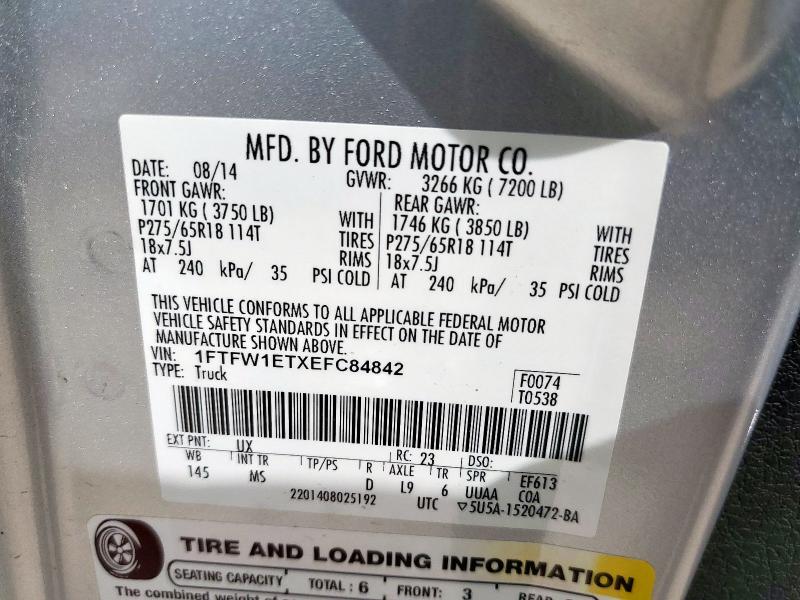 MFD. BY FORD MOTOR CO.
DATE: 08/14 GVWR: 3266 KG ( 7200 LB)
FRONT GAWR: REAR GAWR:
1701 KG ( 3750 LB) WITH 1746 KG ( 3850 LB) WITH
P275/65R18 114T TIRES P275/65R18 114T TIRES
18x7.5J RIMS 18x7.5J RIMS
AT 240 kPa/ 35 PSI COLD AT 240 kPa/ 35 PSI COLD
THIS VEHICLE CONFORMS TO ALL APPLICABLE FEDERAL MOTOR
VEHICLE SAFETY STANDARDS IN EFFECT ON THE DATE OF
MANUFACTURE SHOWN ABOVE.
VIN: 1FTFW1ETXEFC84842
TYPE: Truck
F0074
T0538
EXT PNT: UX RC: 23 DSO:
WB INT TR TP/PS R AXLE TR SPR EF613
145 MS D L9 6 UUAA COA
2201408025192 UTC ▽5U5A-1520472-BA
TIRE AND LOADING INFORMATION
SEATING CAPACITY TOTAL : 6 FRONT: 3
The combined weight of